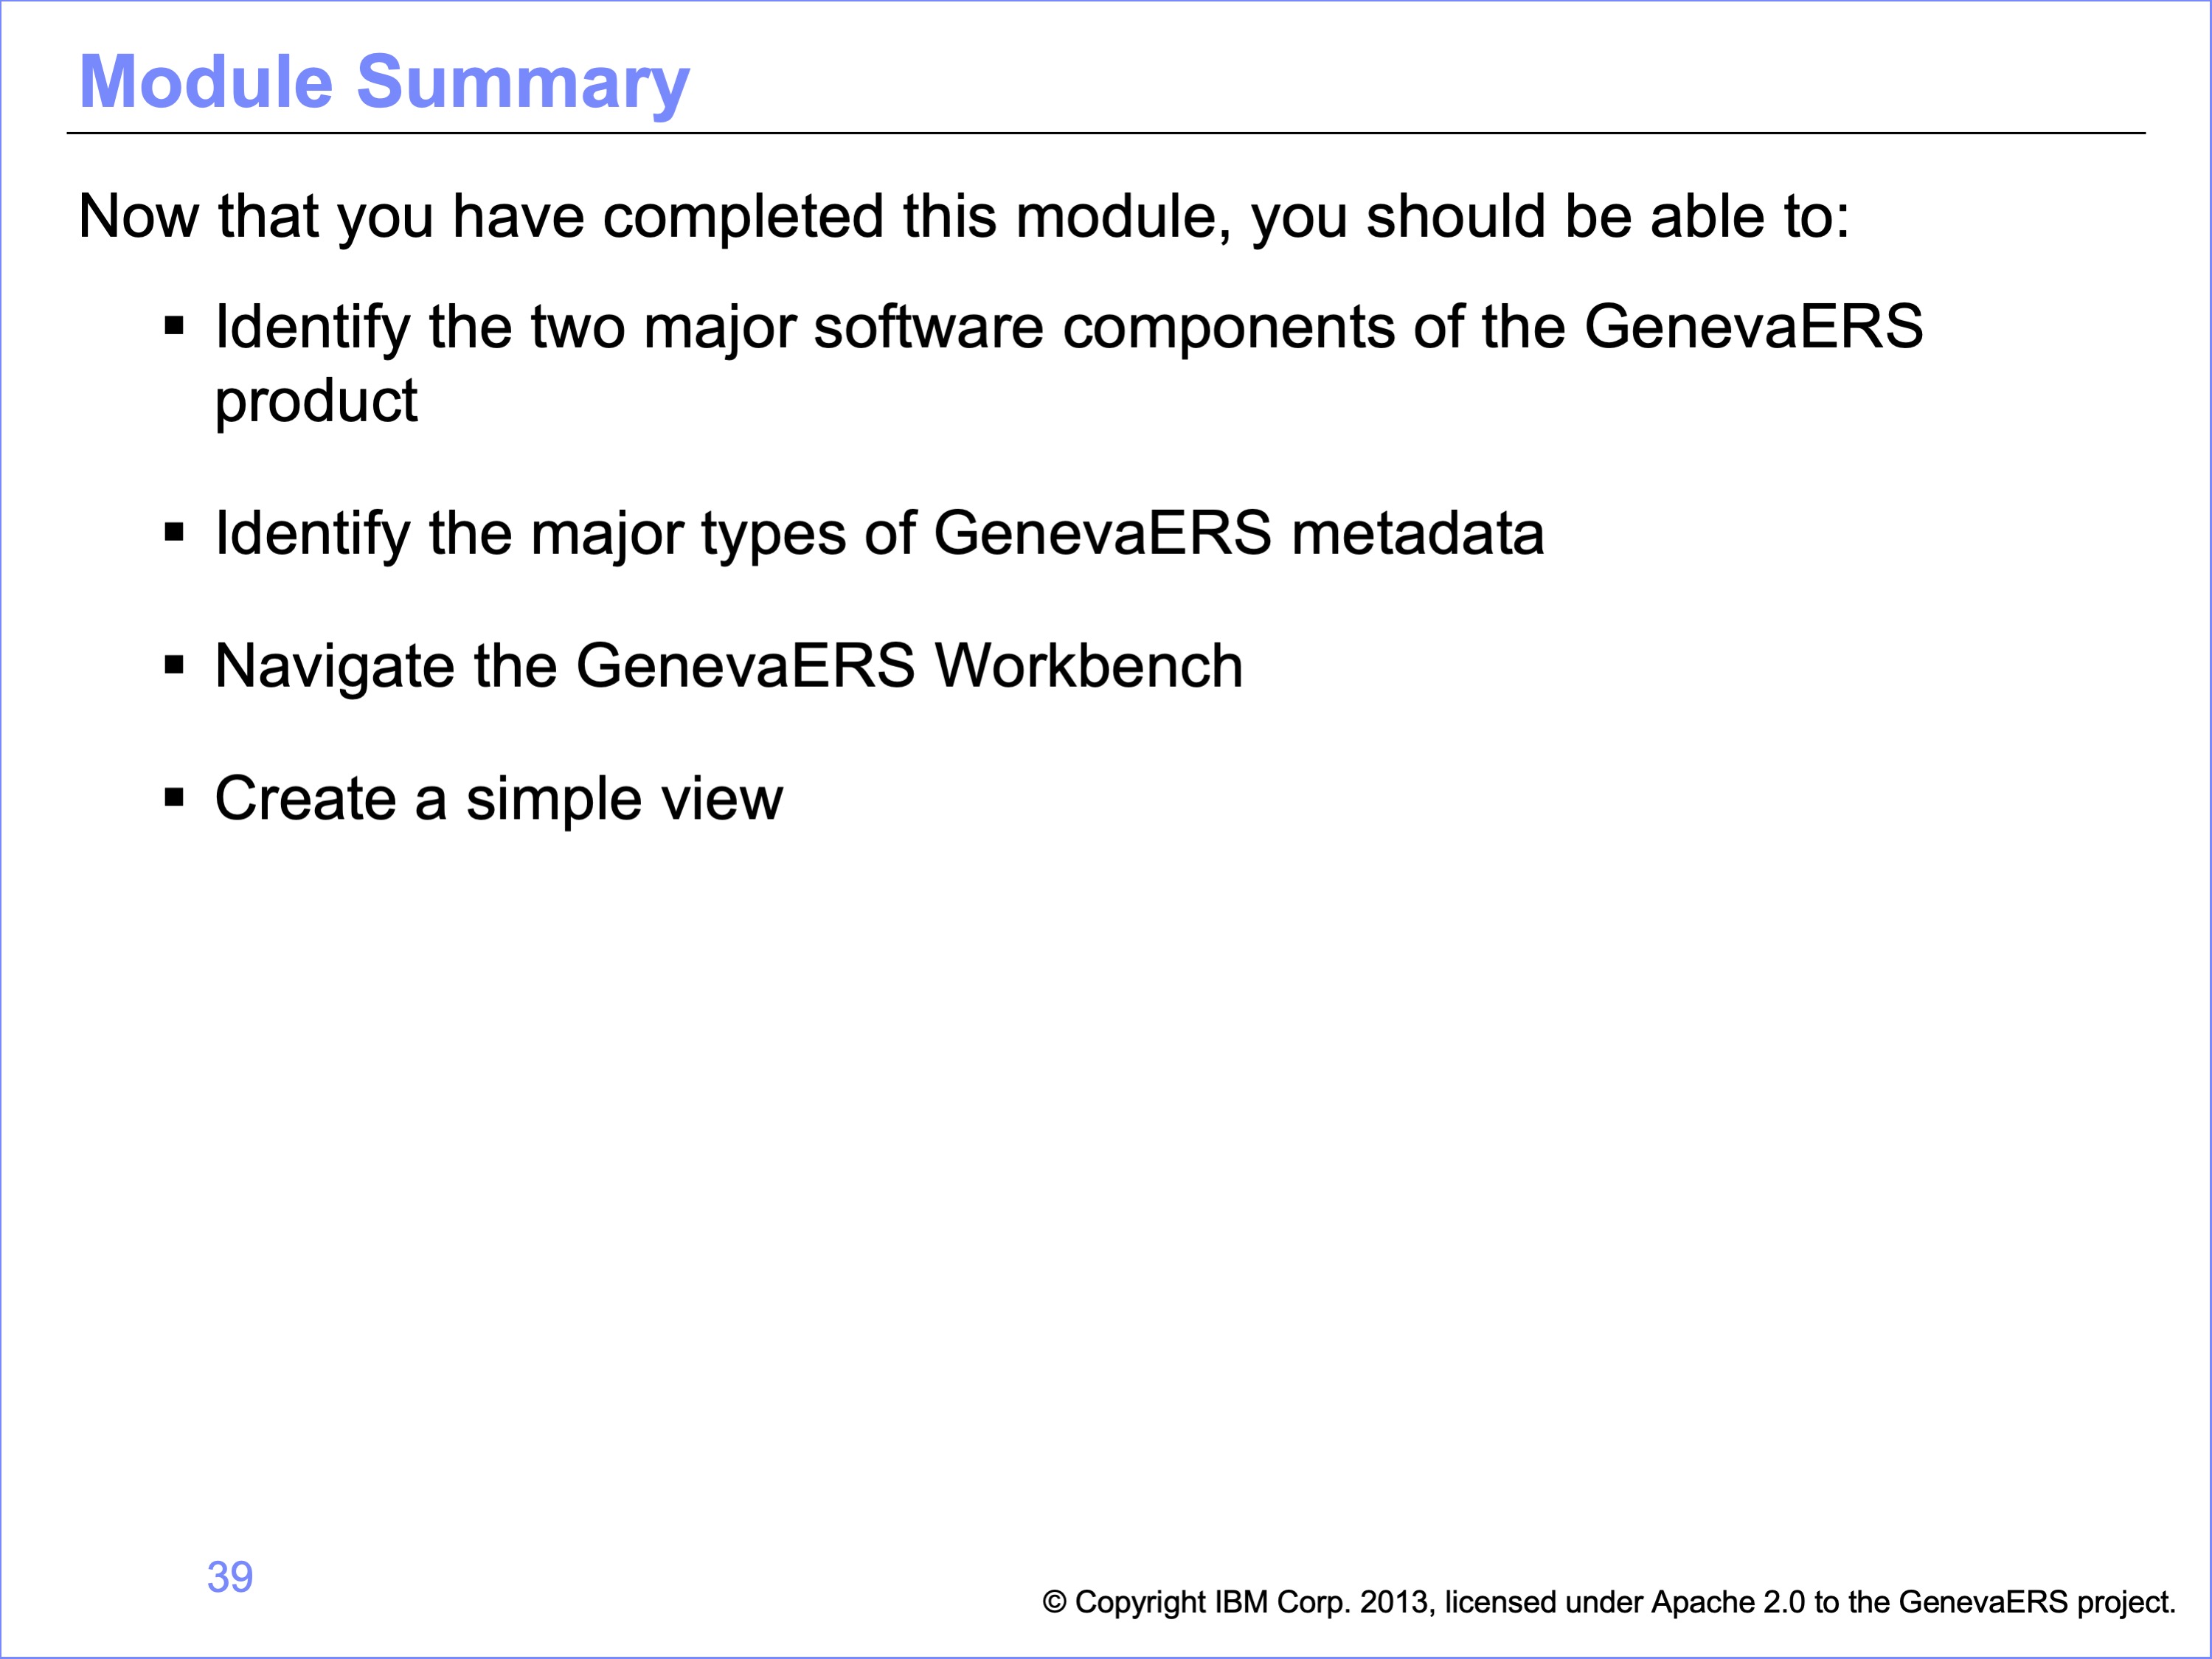 Module Summary
Now that you have completed this module, you should be able to:
▪ Identify the two major software components of the GenevaERS
product
▪ Identify the major types of GenevaERS metadata
▪ Navigate the GenevaERS Workbench
▪ Create a simple view
39
© Copyright IBM Corp. 2013, licensed under Apache 2.0 to the GenevaERS project.